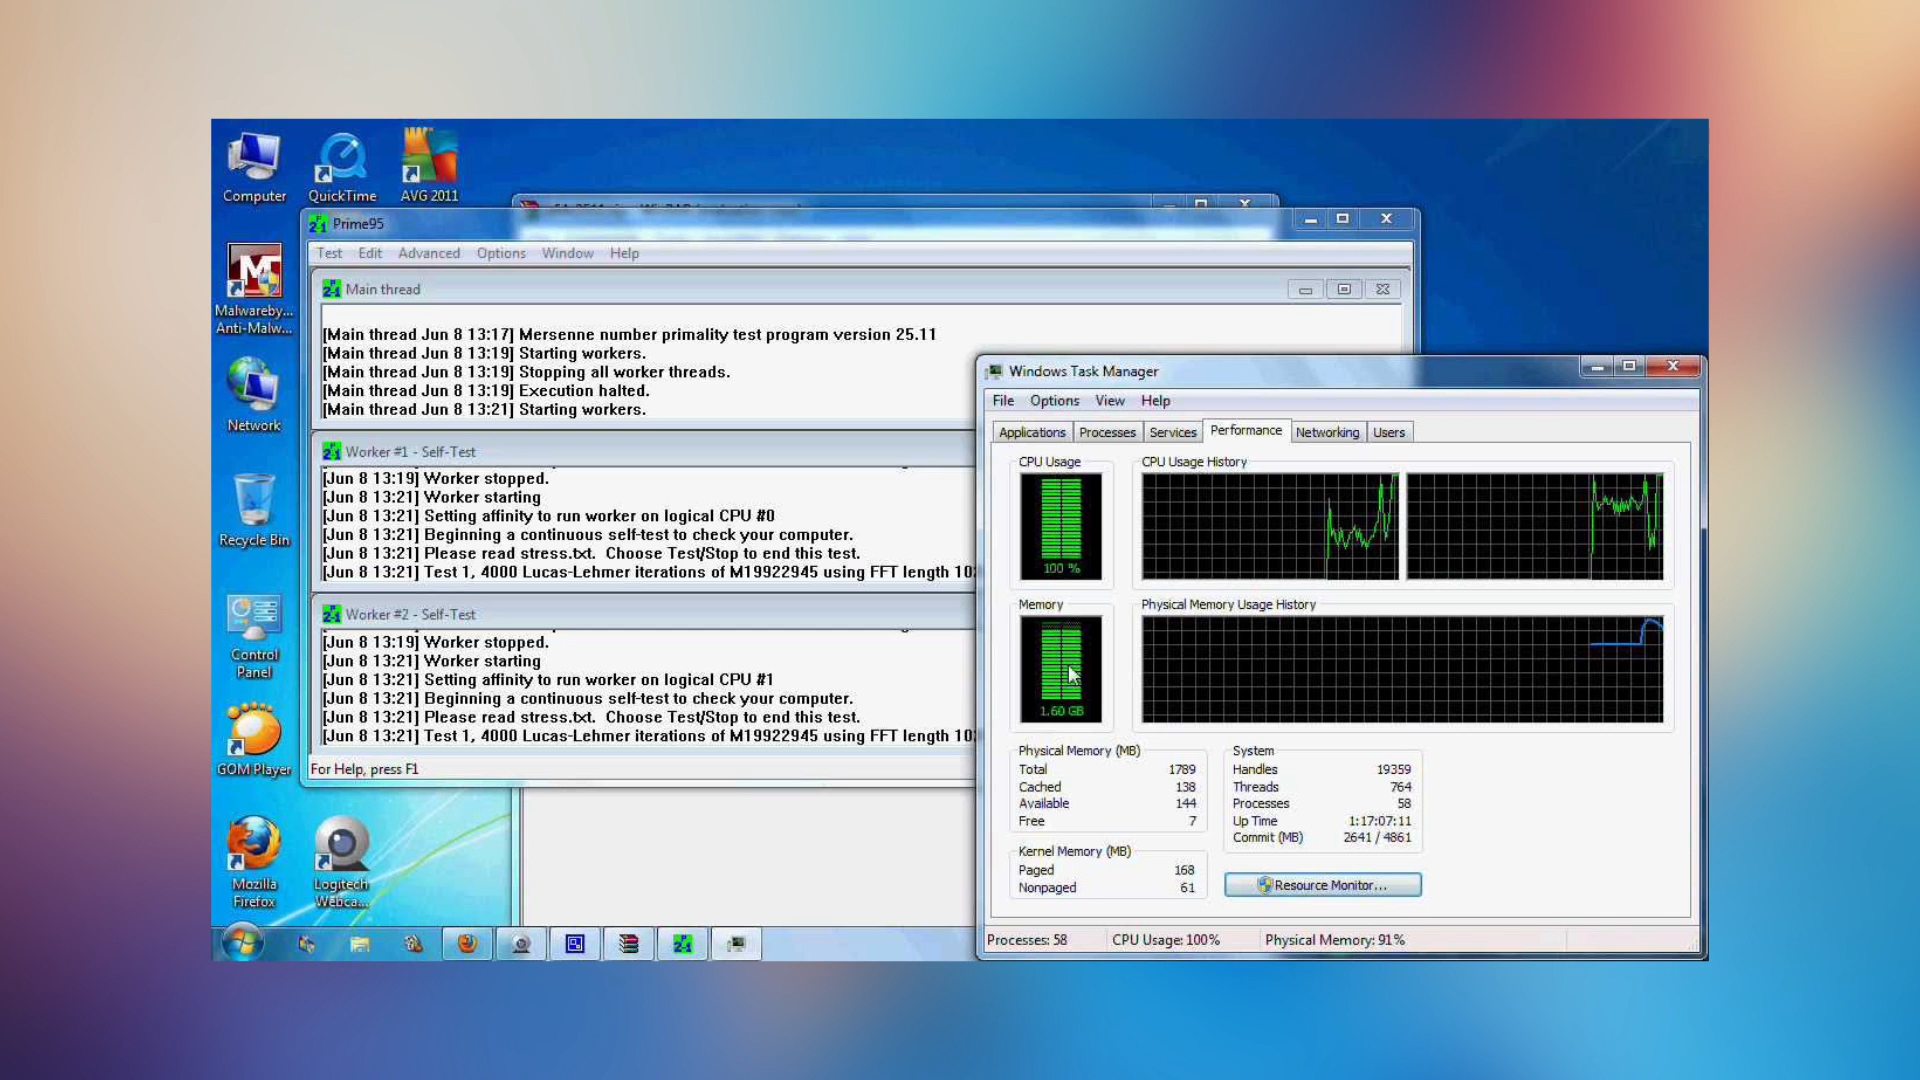 Computer
QuickTime
AVG 2011
Malwareby...
Anti-Malw...
Network
Recycle Bin
Control
Panel
GOM Player
Mozilla
Firefox
Logitech
Webca...
Prime95
Test Edit Advanced Options Window Help
Main thread
[Main thread Jun 8 13:17] Mersenne number primality test program version 25.11
[Main thread Jun 8 13:19] Starting workers.
[Main thread Jun 8 13:19] Stopping all worker threads.
[Main thread Jun 8 13:19] Execution halted.
[Main thread Jun 8 13:21] Starting workers.
Worker #1 - Self-Test
[Jun 8 13:19] Worker stopped.
[Jun 8 13:21] Worker starting
[Jun 8 13:21] Setting affinity to run worker on logical CPU #0
[Jun 8 13:21] Beginning a continuous self-test to check your computer.
[Jun 8 13:21] Please read stress.txt. Choose Test/Stop to end this test.
[Jun 8 13:21] Test 1, 4000 Lucas-Lehmer iterations of M19922945 using FFT length
Worker #2 - Self-Test
[Jun 8 13:19] Worker stopped.
[Jun 8 13:21] Worker starting
[Jun 8 13:21] Setting affinity to run worker on logical CPU #1
[Jun 8 13:21] Beginning a continuous self-test to check your computer.
[Jun 8 13:21] Please read stress.txt. Choose Test/Stop to end this test.
[Jun 8 13:21] Test 1, 4000 Lucas-Lehmer iterations of M19922945 using FFT length
For Help, press F1
Windows Task Manager
File Options View Help
Applications Processes Services Performance Networking Users
CPU Usage
CPU Usage History
100 %
Memory
Physical Memory Usage History
1.60 GB
Physical Memory (MB)
Total 1789
Cached 138
Available 144
Free 7
Kernel Memory (MB)
Paged 168
Nonpaged 61
System
Handles 19359
Threads 764
Processes 58
Up Time 1:17:07:11
Commit (MB) 2641 / 4861
Resource Monitor...
Processes: 58 CPU Usage: 100% Physical Memory: 91%